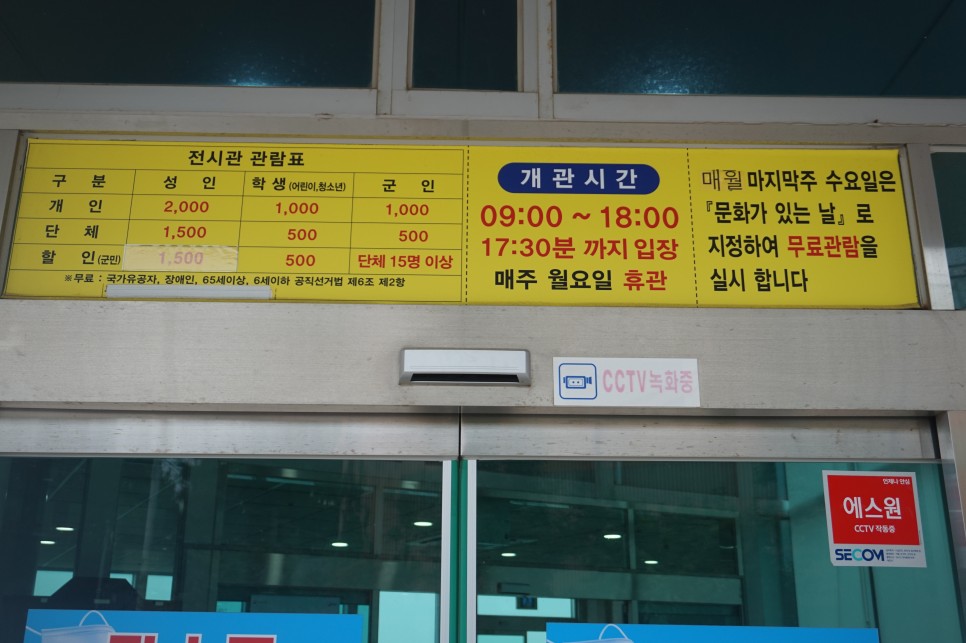 전시관 관람표
구 분 성 인 학 생 (어린이,청소년) 군 인
개 인 2,000 1,000 1,000
단 체 1,500 500 500
할 인 (군민) 1,500 500 단체 15명 이상
※무료 : 국가유공자, 장애인, 65세이상, 6세이하 공직선거법 제6조 제2항
개 관 시 간
09:00 ~ 18:00
17:30분 까지 입장
매주 월요일 휴관
매월 마지막주 수요일은
『문화가 있는 날』로
지정하여 무료관람을
실시 합니다
CCTV녹화중
언제나 안심
에스원
CCTV 작동중
SECOM